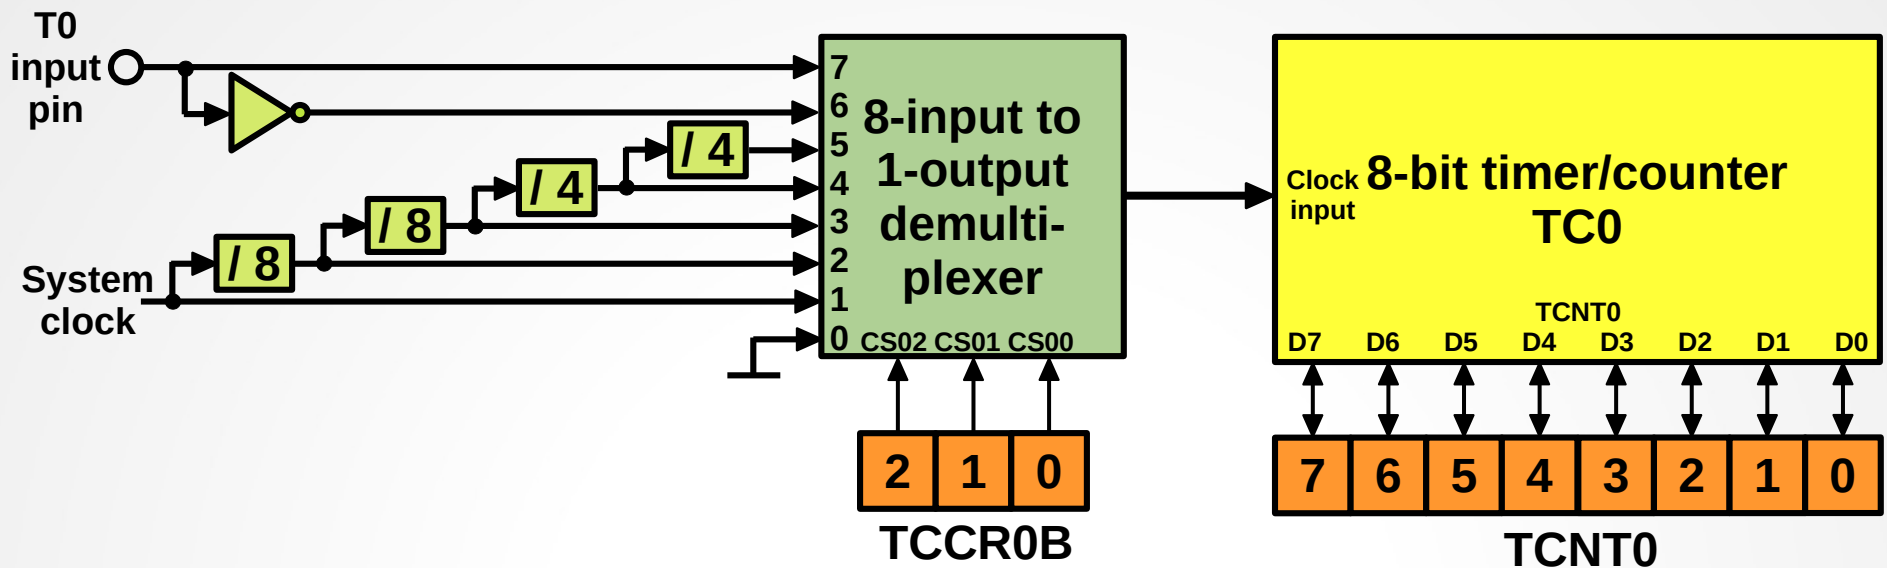 T0
input
pin
System
clock
/ 8
/ 8
/ 4
/ 4
7
6
5
4
3
2
1
0
8-input to
1-output
demulti-
plexer
CS02 CS01 CS00
2 1 0
TCCR0B
Clock
input
8-bit timer/counter
TC0
TCNT0
D7 D6 D5 D4 D3 D2 D1 D0
7 6 5 4 3 2 1 0
TCNT0